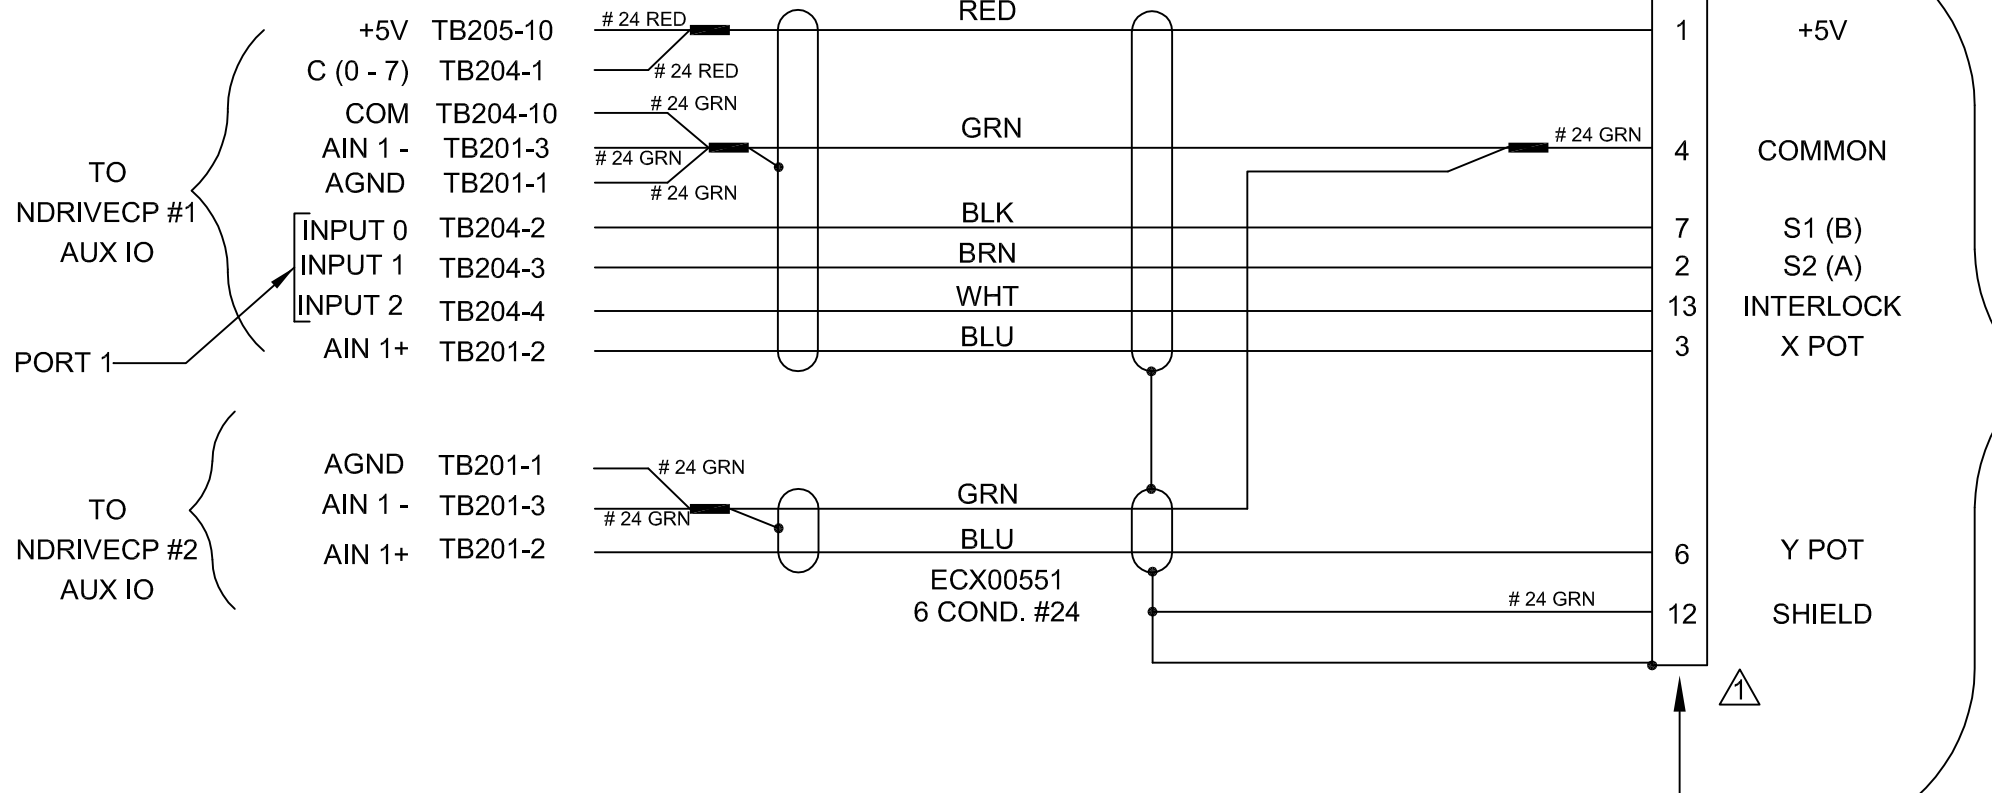 RED
+5V TB205-10 # 24 RED 1 +5V
C (0 - 7) TB204-1 # 24 RED
COM TB204-10 # 24 GRN
GRN
AIN 1 - TB201-3 # 24 GRN # 24 GRN 4 COMMON
AGND TB201-1 # 24 GRN
TO
NDRIVECP #1
AUX IO
INPUT 0 TB204-2 BLK 7 S1 (B)
INPUT 1 TB204-3 BRN 2 S2 (A)
INPUT 2 TB204-4 WHT 13 INTERLOCK
AIN 1+ TB201-2 BLU 3 X POT
PORT 1
AGND TB201-1 # 24 GRN
AIN 1 - TB201-3 # 24 GRN GRN
TO
NDRIVECP #2
AUX IO
AIN 1+ TB201-2 BLU 6 Y POT
ECX00551
6 COND. #24
# 24 GRN 12 SHIELD
1